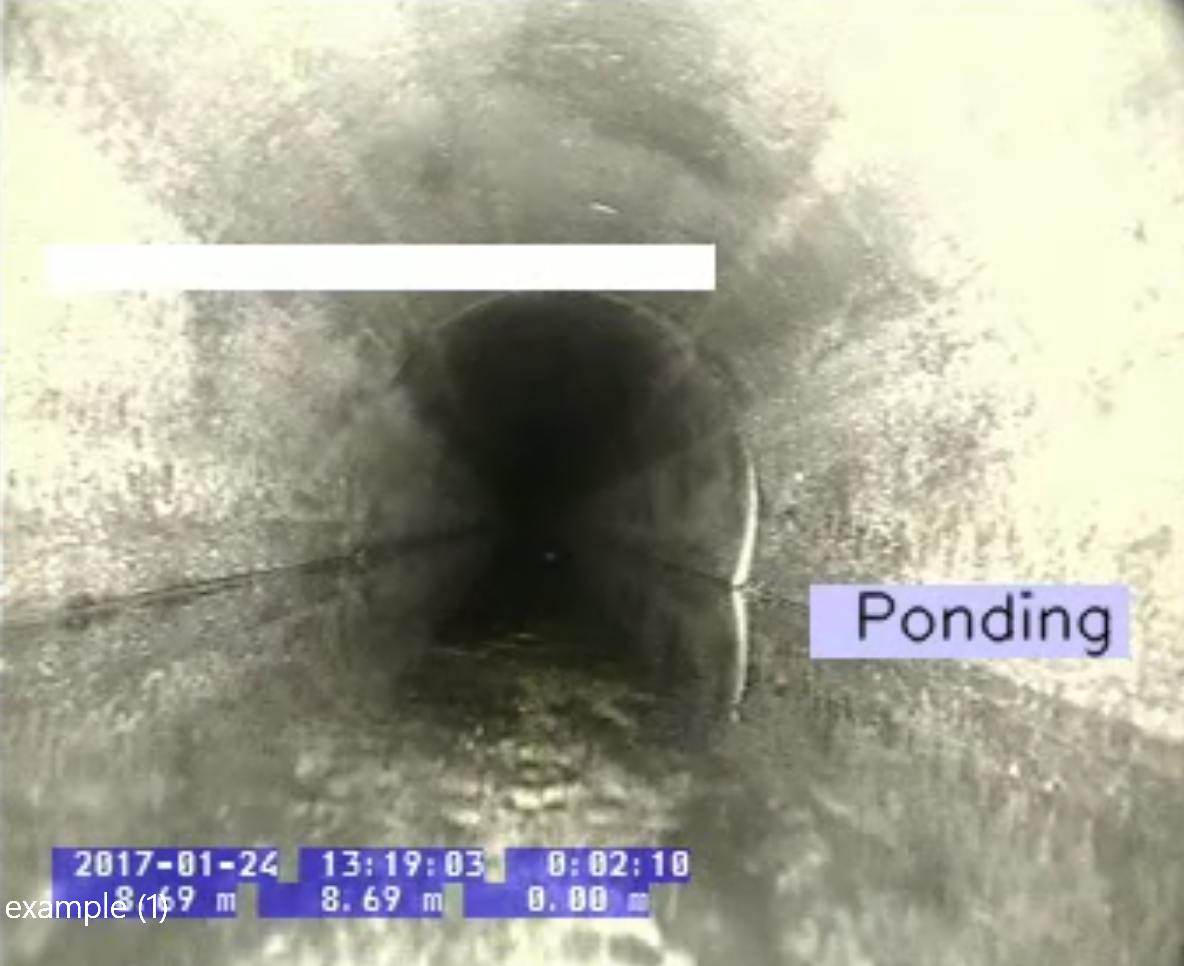 Ponding
2017-01-24 13:19:03 0:02:10
8.69 m 8.69 m 0.00 m
example (1)